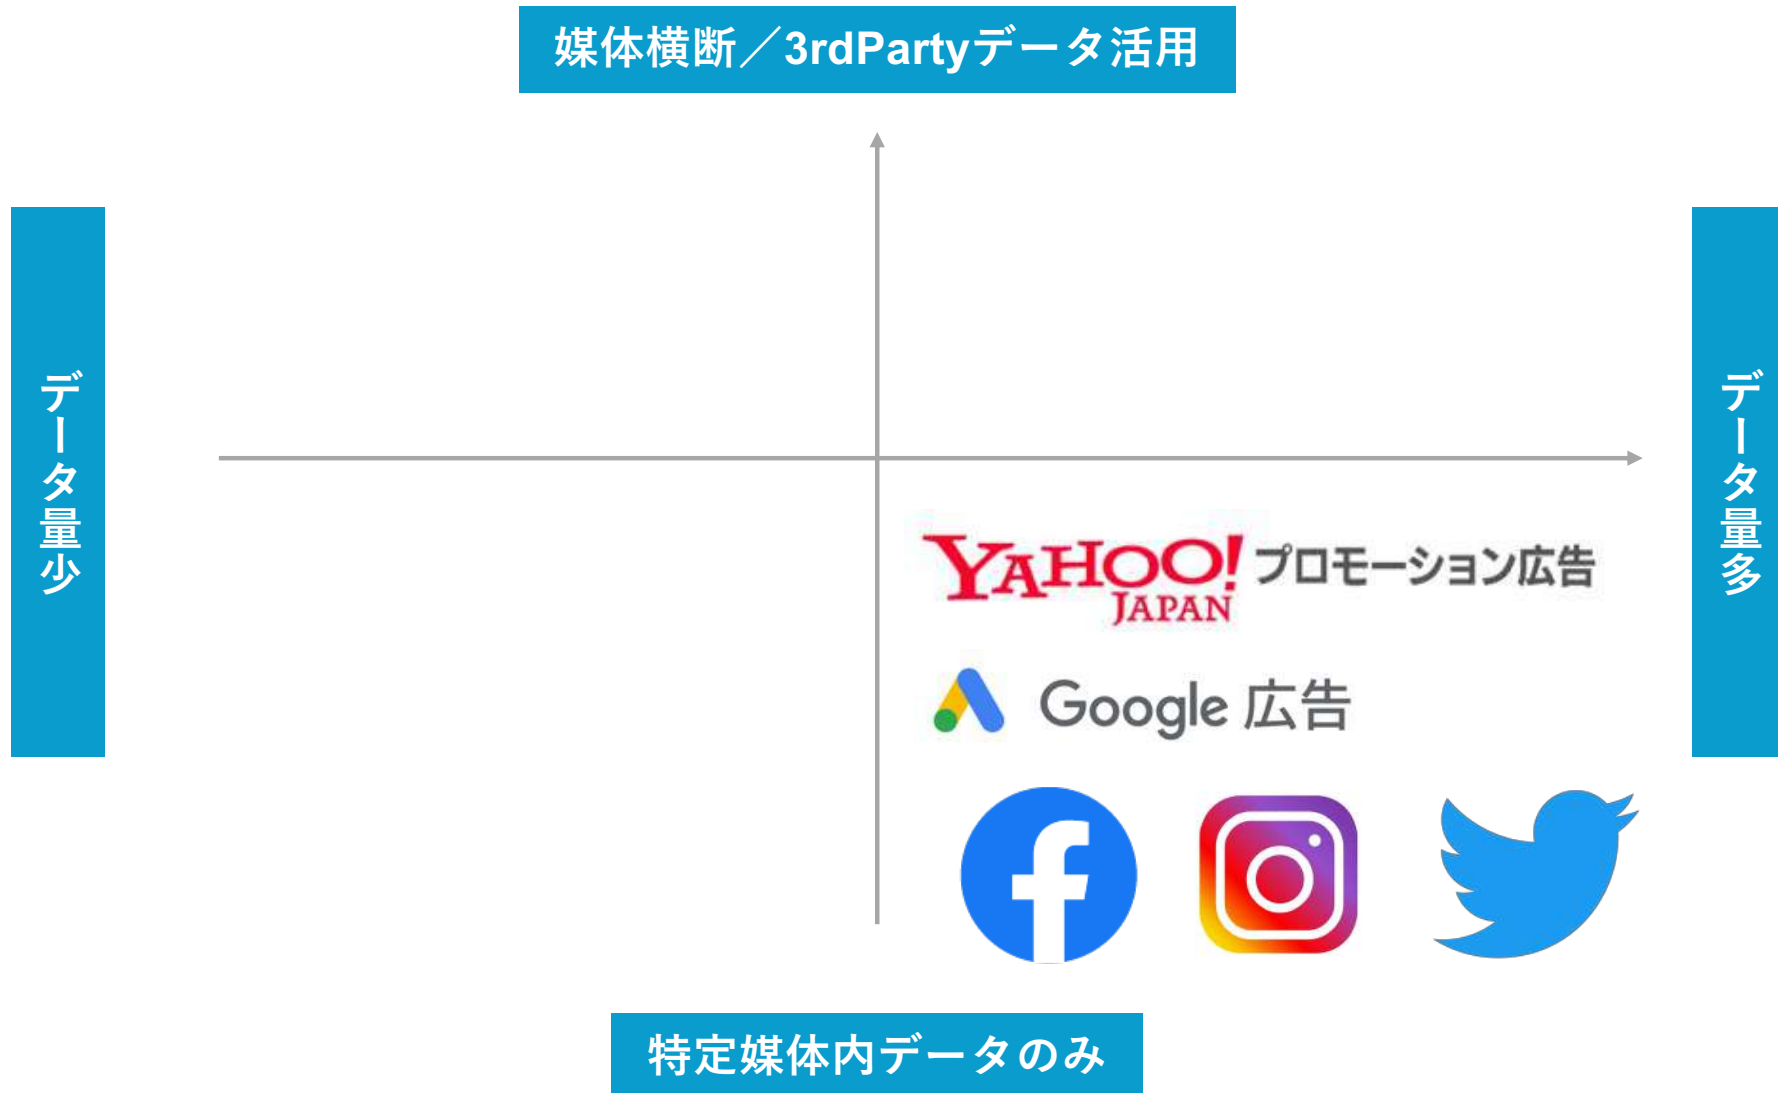 媒体横断／3rdPartyデータ活用
データ量少
データ量多
YAHOO! プロモーション広告
JAPAN
Google 広告
特定媒体内データのみ